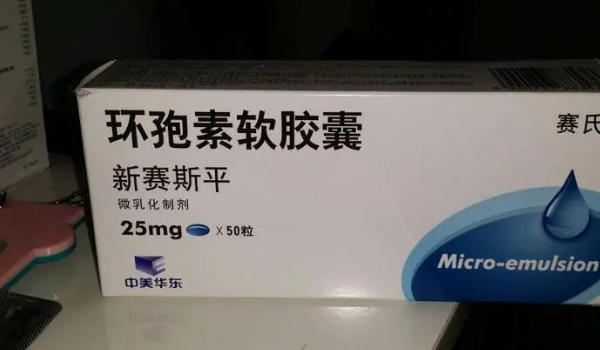 环孢素软胶囊
赛氏
新赛斯平
微乳化制剂
25mg x 50粒
Micro-emulsion
中美华东